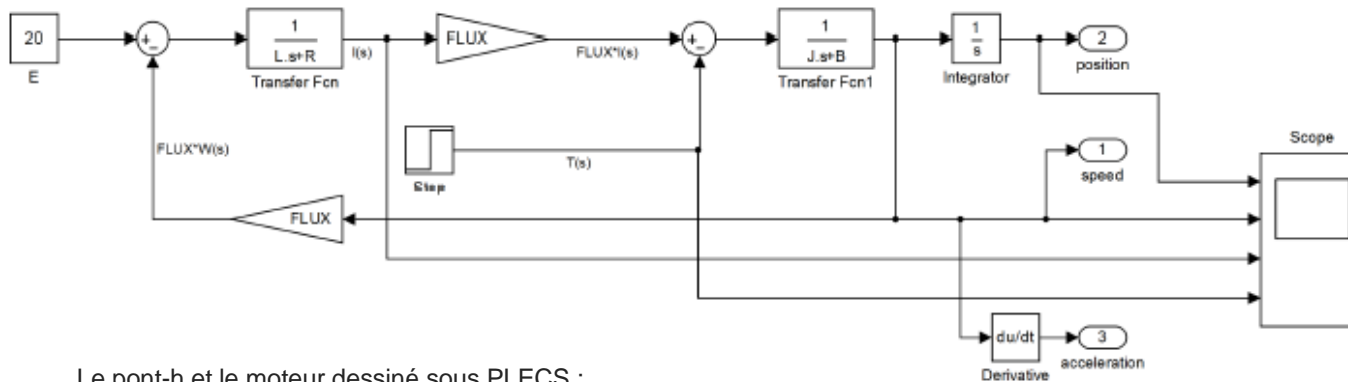 20
E
+
-
1
L.s+R
Transfer Fcn
I(s)
FLUX
FLUX*I(s)
+
-
1
J.s+B
Transfer Fcn1
1
s
Integrator
2
position
FLUX*W(s)
Step
T(s)
1
speed
Scope
FLUX
du/dt
Derivative
3
acceleration
Le pont-h et le moteur dessiné sous PLECS :